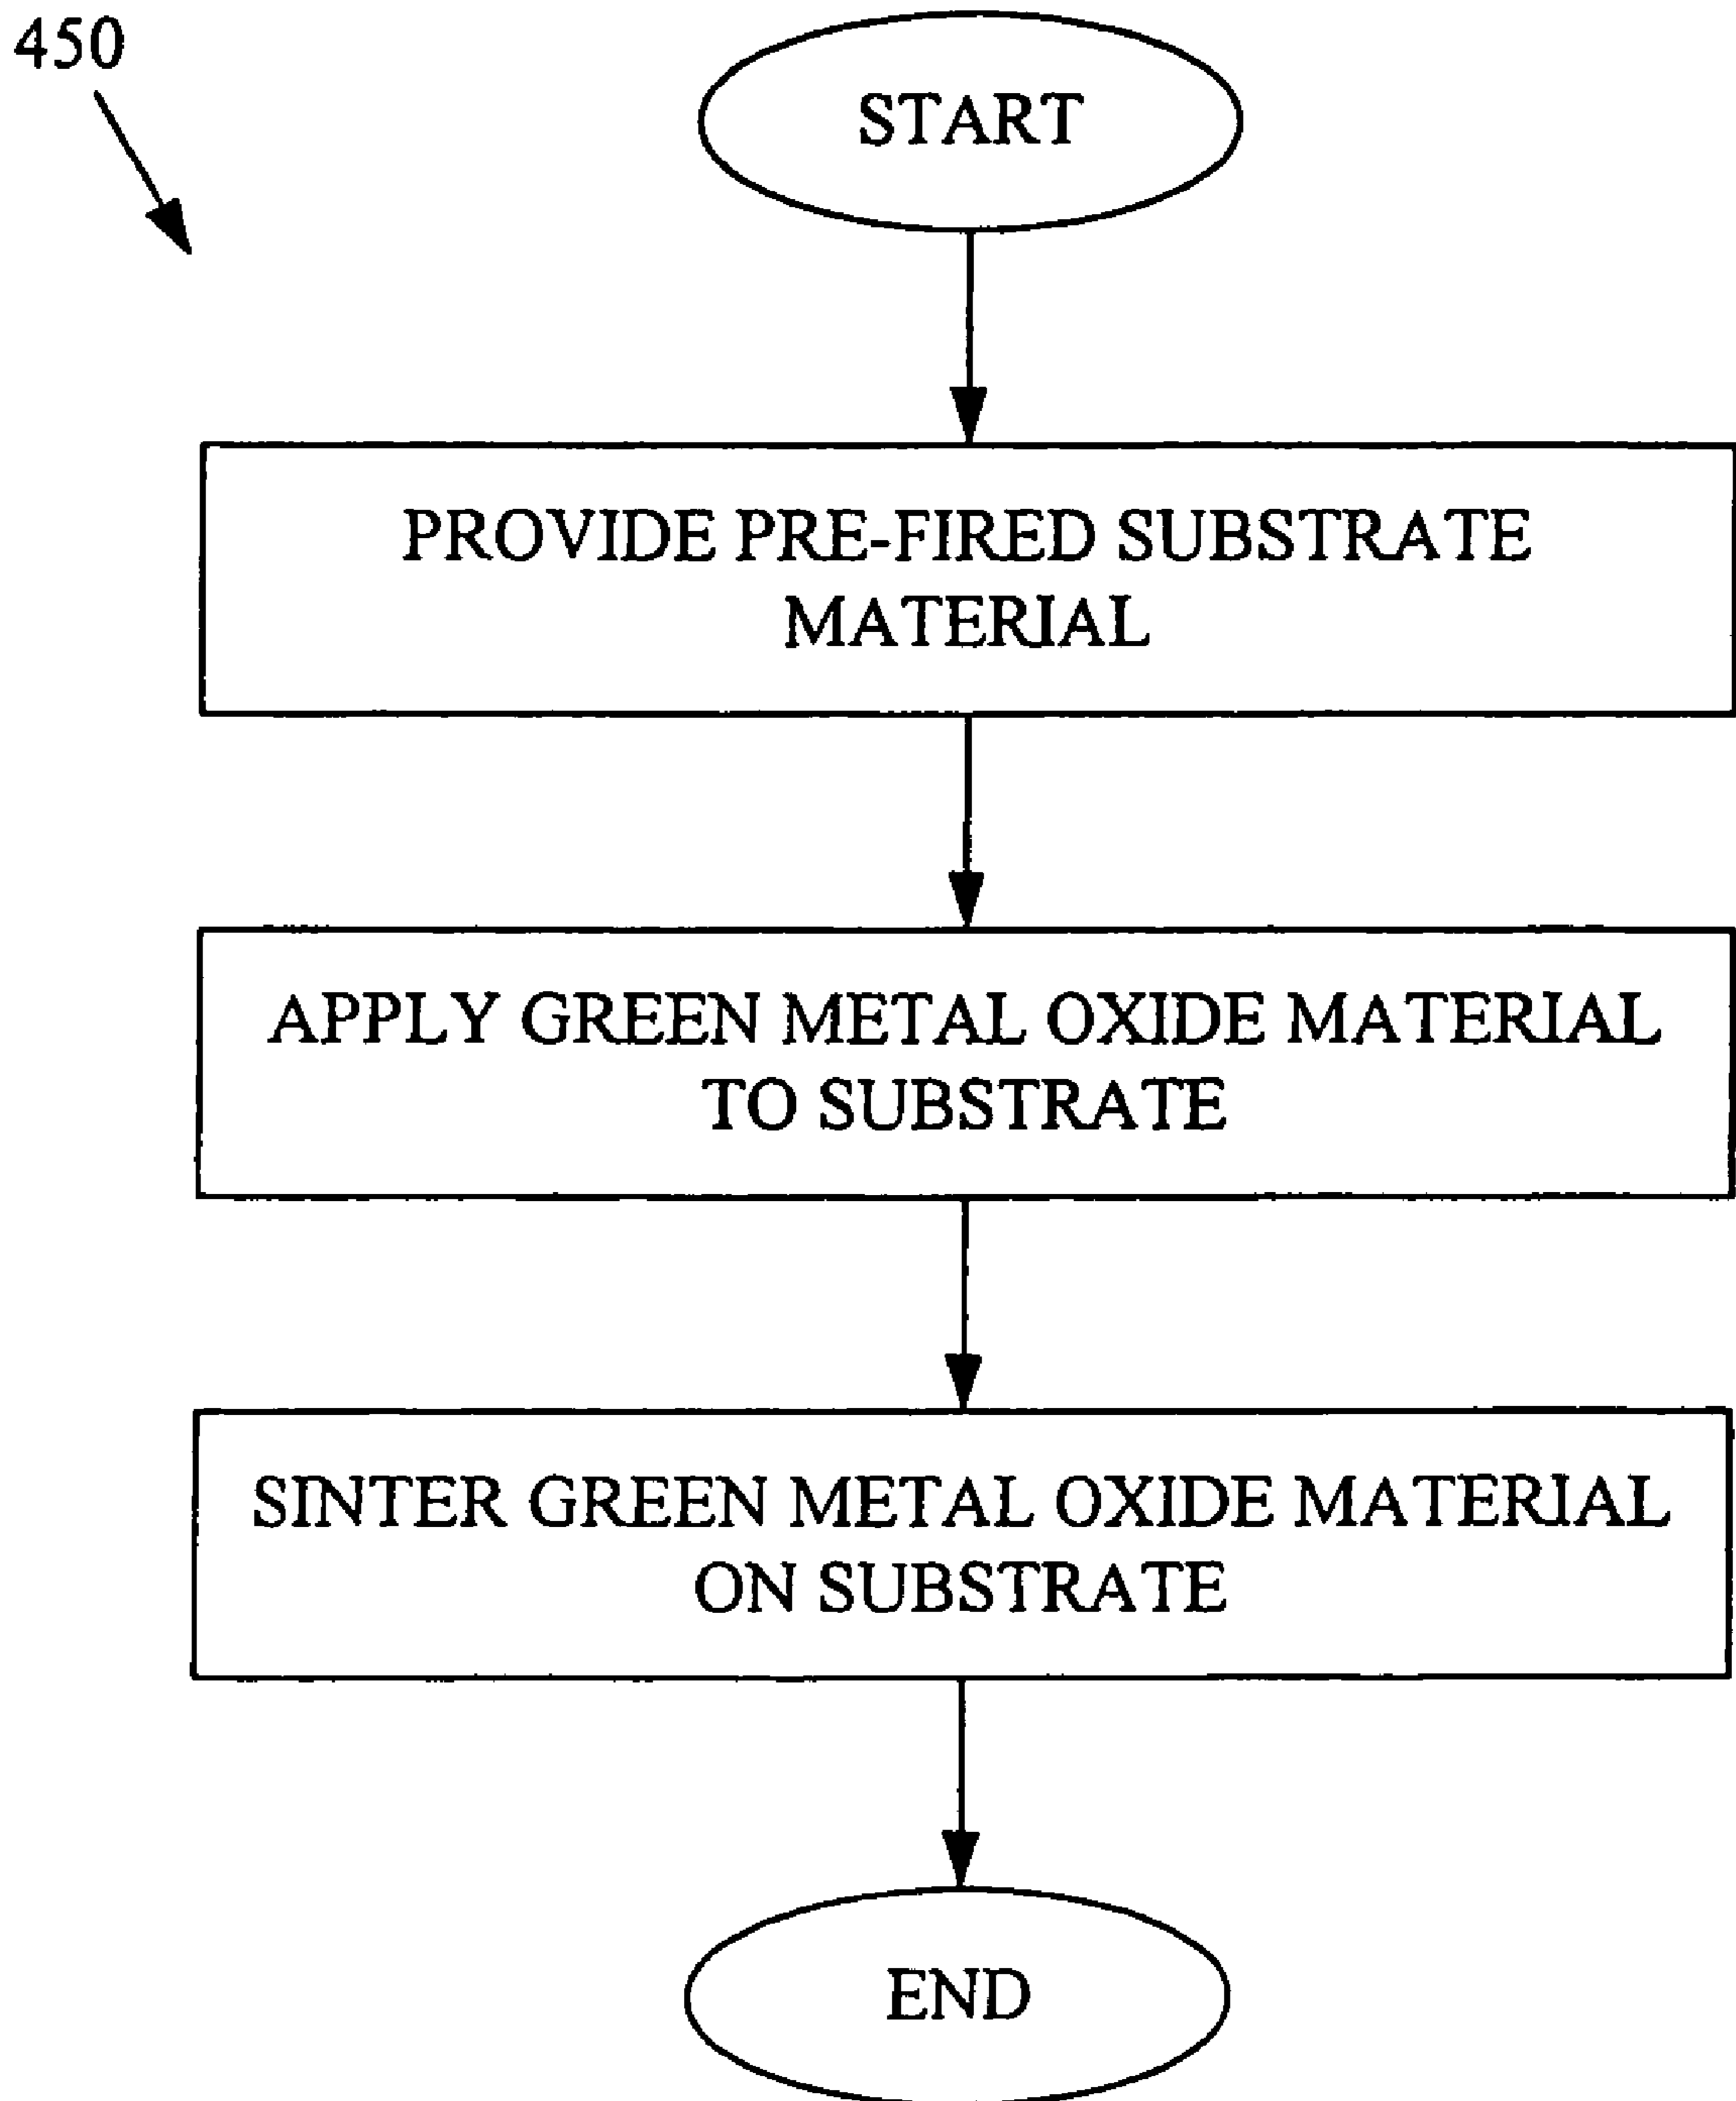 450
START
PROVIDE PRE-FIRED SUBSTRATE
MATERIAL
APPLY GREEN METAL OXIDE MATERIAL
TO SUBSTRATE
SINTER GREEN METAL OXIDE MATERIAL
ON SUBSTRATE
END